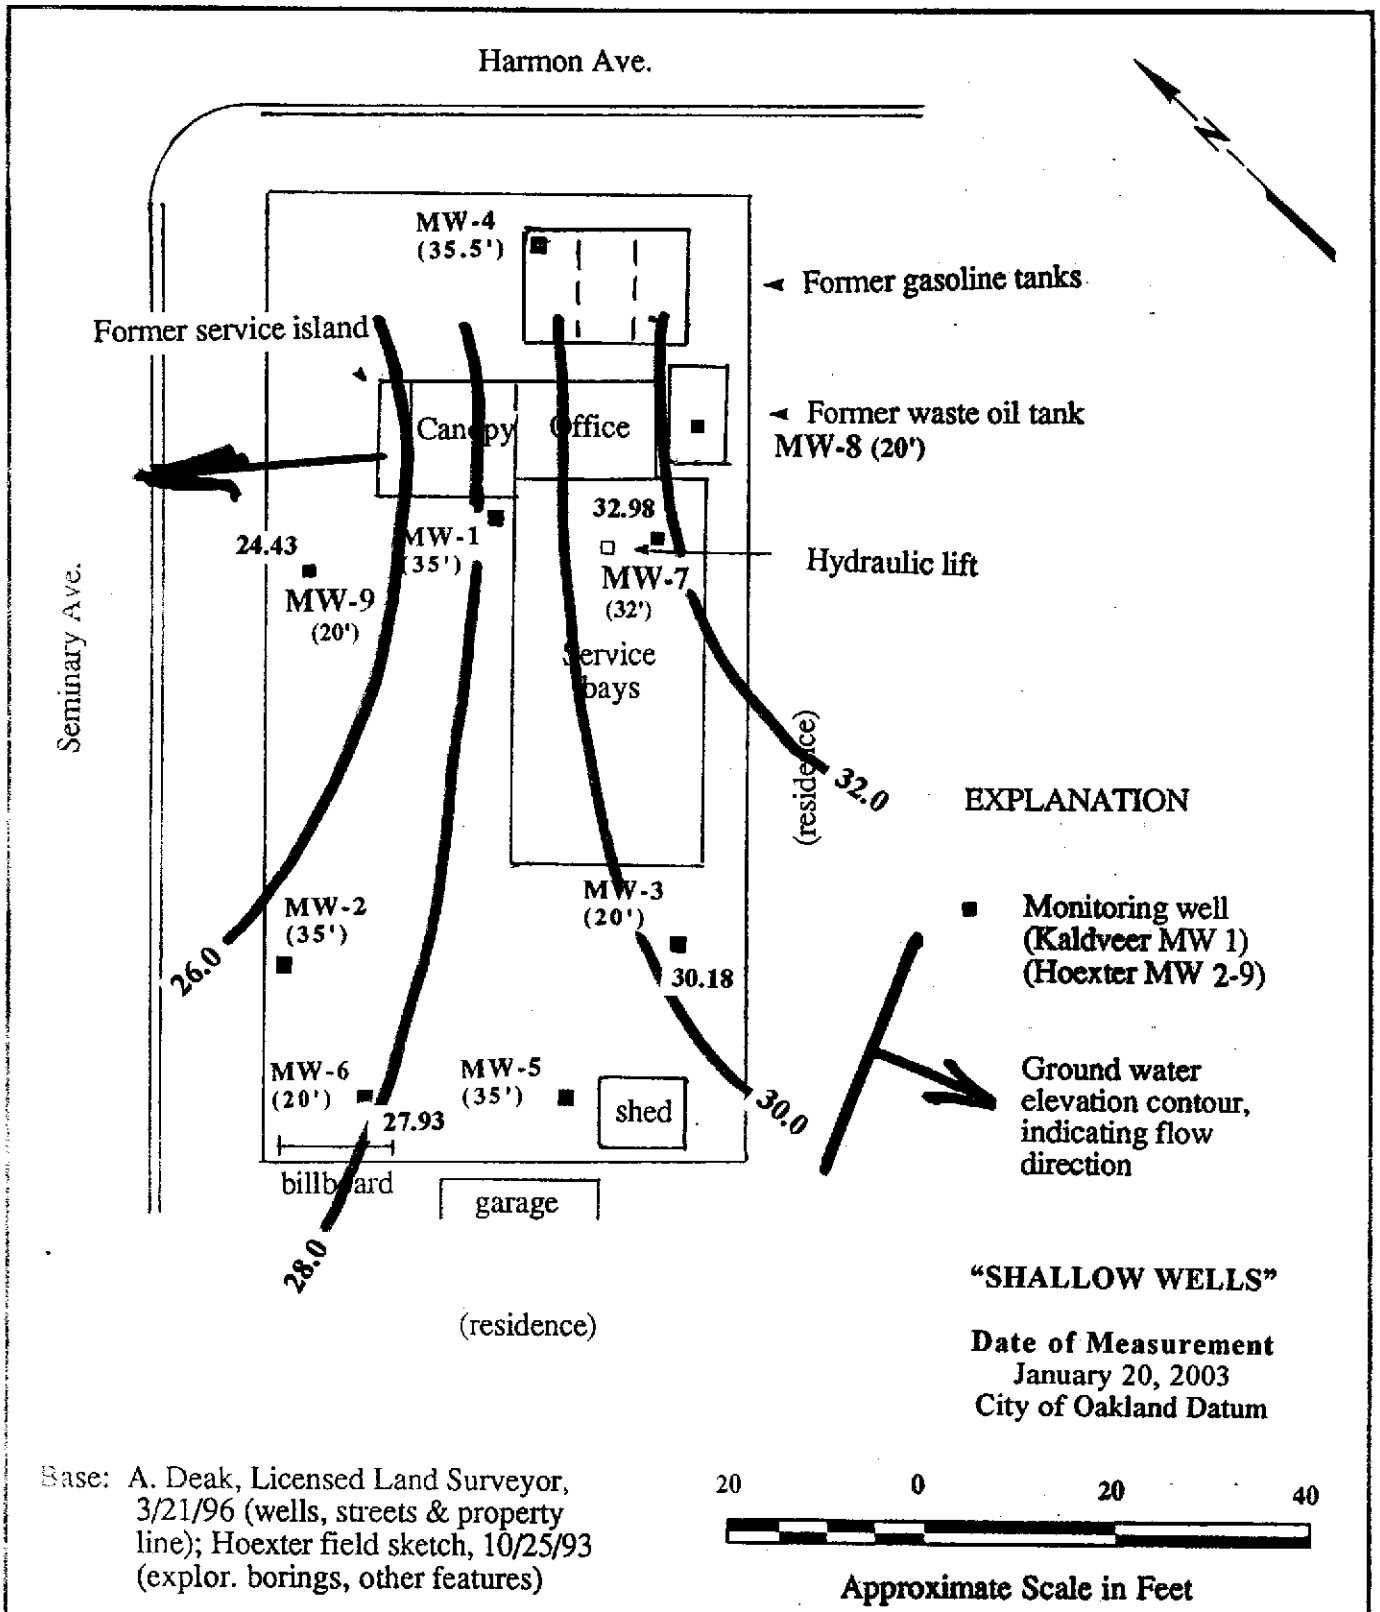 Harmon Ave.
N
MW-4
(35.5')
Former gasoline tanks
Former service island
Canopy
Office
Former waste oil tank
MW-8 (20')
32.98
24.43
MW-1
(35')
Hydraulic lift
MW-9
(20')
MW-7
(32')
Seminary Ave.
Service
bays
(residence)
32.0
EXPLANATION
MW-3
(20')
MW-2
(35')
Monitoring well
(Kaldveer MW 1)
(Hoexter MW 2-9)
26.0
30.18
MW-6
(20')
MW-5
(35')
shed
30.0
27.93
Ground water
elevation contour,
indicating flow
direction
billboard
garage
28.0
"SHALLOW WELLS"
(residence)
Date of Measurement
January 20, 2003
City of Oakland Datum
Base: A. Deak, Licensed Land Surveyor,
3/21/96 (wells, streets & property
line); Hoexter field sketch, 10/25/93
(explor. borings, other features)
20 0 20 40
Approximate Scale in Feet